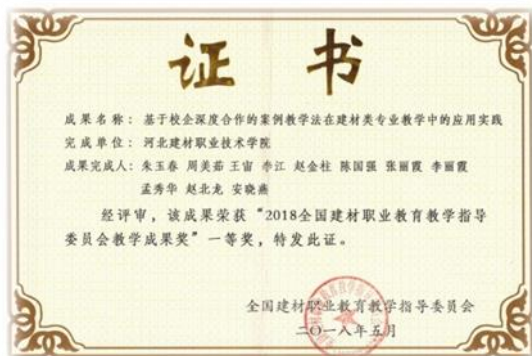 证 书
成果名称：基于校企深度合作的案例教学法在建材类专业教学中的应用实践
完成单位：河北建材职业技术学院
成果完成人：朱玉春 周美茹 王宙 李江 赵金柱 陈国强 张丽霞 李丽霞
孟秀华 赵北龙 安晓燕
经评审，该成果荣获“2018全国建材职业教育教学指导
委员会教学成果奖”一等奖，特发此证。
全国建材职业教育教学指导委员会
二〇一八年五月